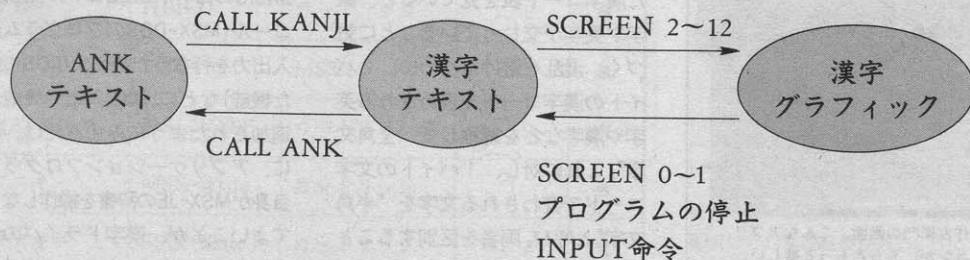 CALL KANJI
SCREEN 2~12
ANK
テキスト
漢字
テキスト
漢字
グラフィック
CALL ANK
SCREEN 0~1
プログラムの停止
INPUT命令